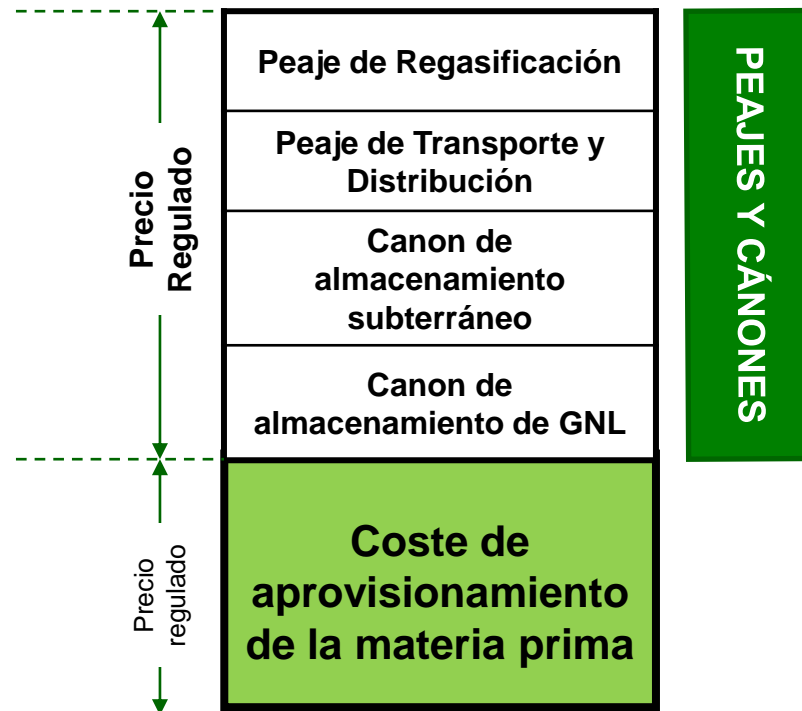 Precio
Regulado
Peaje de Regasificación
Peaje de Transporte y
Distribución
Canon de
almacenamiento
subterráneo
Canon de
almacenamiento de GNL
PEAJES Y CÁNONES
Precio
regulado
Coste de
aprovisionamiento
de la materia prima